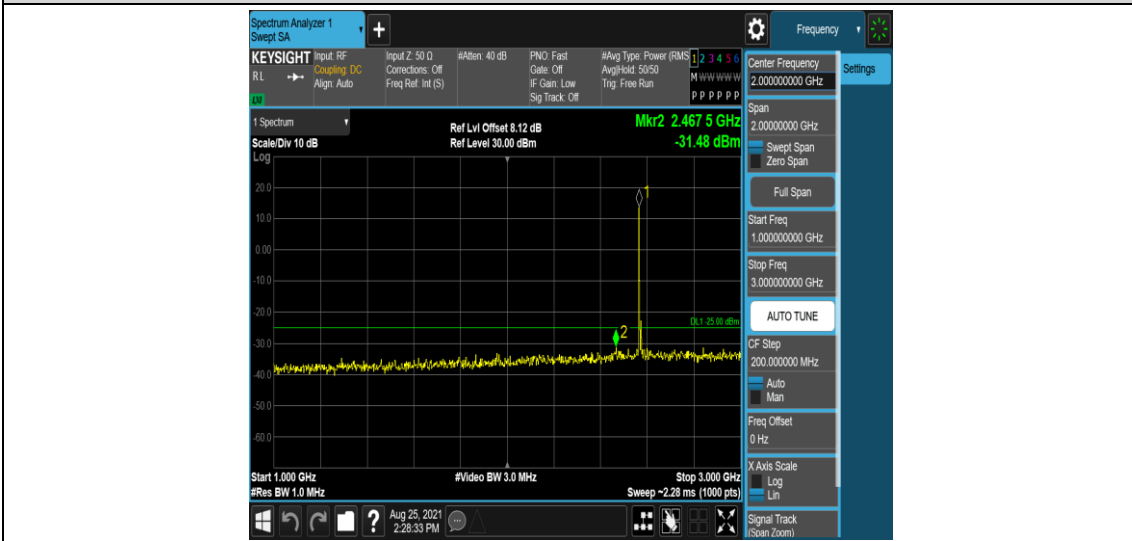 Spectrum Analyzer 1
Swept SA
+
Frequency
KEYSIGHT
RL
LXI
Input: RF
Coupling: DC
Align: Auto
Input Z: 50 Ω
Corrections: Off
Freq Ref: Int (S)
#Atten: 40 dB
PNO: Fast
Gate: Off
IF Gain: Low
Sig Track: Off
#Avg Type: Power (RMS
Avg|Hold: 50/50
Trig: Free Run
1 2 3 4 5 6
M W W W W W
P P P P P P
Center Frequency
2.000000000 GHz
Settings
Span
2.00000000 GHz
Swept Span
Zero Span
Full Span
Start Freq
1.000000000 GHz
Stop Freq
3.000000000 GHz
AUTO TUNE
CF Step
200.000000 MHz
Auto
Man
Freq Offset
0 Hz
X Axis Scale
Log
Lin
Signal Track
(Span Zoom)
1 Spectrum
Scale/Div 10 dB
Log
Ref Lvl Offset 8.12 dB
Ref Level 30.00 dBm
Mkr2 2.467 5 GHz
-31.48 dBm
20.0
10.0
0.00
-10.0
-20.0
-30.0
-40.0
-50.0
-60.0
1
2
DL1 -25.00 dBm
Start 1.000 GHz
#Res BW 1.0 MHz
#Video BW 3.0 MHz
Stop 3.000 GHz
Sweep ~2.28 ms (1000 pts)
?
Aug 25, 2021
2:28:33 PM